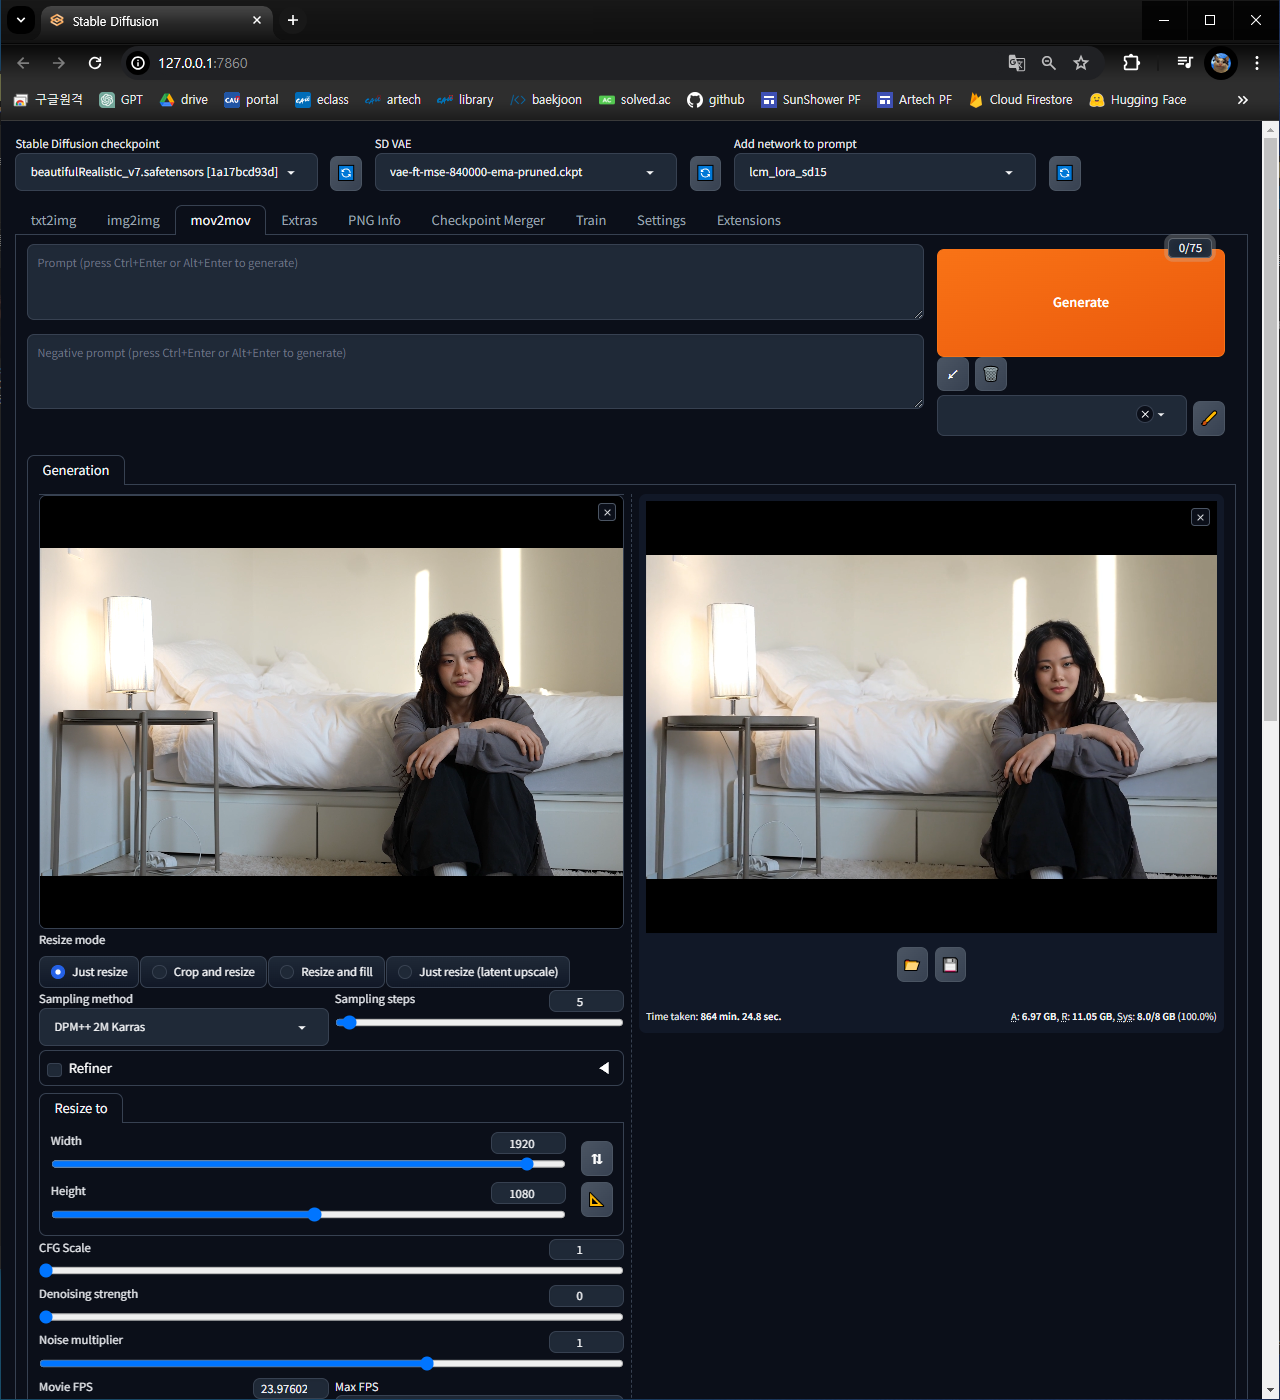 Stable Diffusion
127.0.0.1:7860
구글원격 GPT drive portal eclass artech library baekjoon solved.ac github SunShower PF Artech PF Cloud Firestore Hugging Face
Stable Diffusion checkpoint SD VAE Add network to prompt
beautifulRealistic_v7.safetensors [1a17bcd93d] vae-ft-mse-840000-ema-pruned.ckpt lcm_lora_sd15
txt2img img2img mov2mov Extras PNG Info Checkpoint Merger Train Settings Extensions
0/75
Prompt (press Ctrl+Enter or Alt+Enter to generate)
Generate
Negative prompt (press Ctrl+Enter or Alt+Enter to generate)
Generation
Resize mode
Just resize Crop and resize Resize and fill Just resize (latent upscale)
Sampling method Sampling steps 5
DPM++ 2M Karras
Time taken: 864 min. 24.8 sec. A: 6.97 GB, R: 11.05 GB, Sys: 8.0/8 GB (100.0%)
Refiner
Resize to
Width 1920
Height 1080
CFG Scale 1
Denoising strength 0
Noise multiplier 1
Movie FPS 23.97602 Max FPS